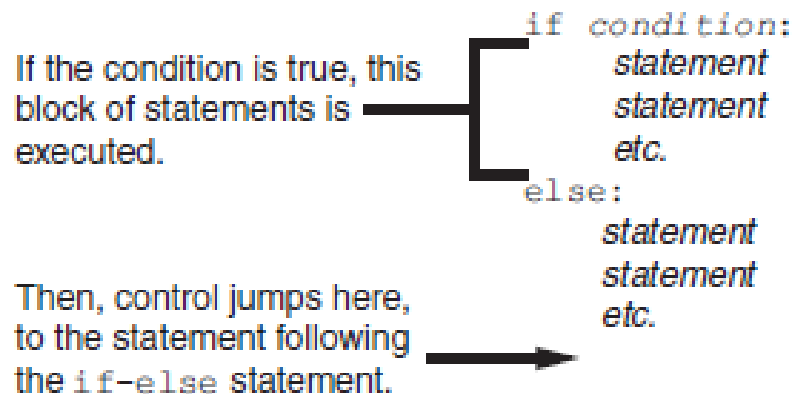 if condition:
If the condition is true, this
statement
block of statements is
statement
executed.
etc.
else:
statement
statement
Then, control jumps here,
etc.
to the statement following
the if-else statement.